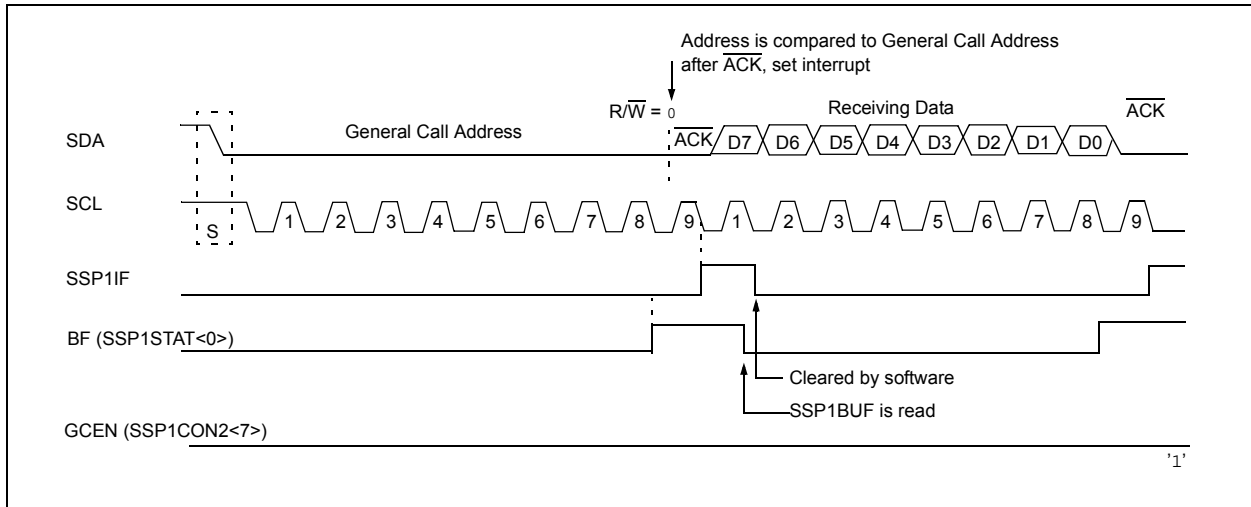 Address is compared to General Call Address
after ACK, set interrupt
R/W = 0
Receiving Data
ACK
SDA
General Call Address
ACK
D7 D6 D5 D4 D3 D2 D1 D0
SCL
S
1 2 3 4 5 6 7 8 9 1 2 3 4 5 6 7 8 9
SSP1IF
BF (SSP1STAT<0>)
Cleared by software
SSP1BUF is read
GCEN (SSP1CON2<7>)
'1'